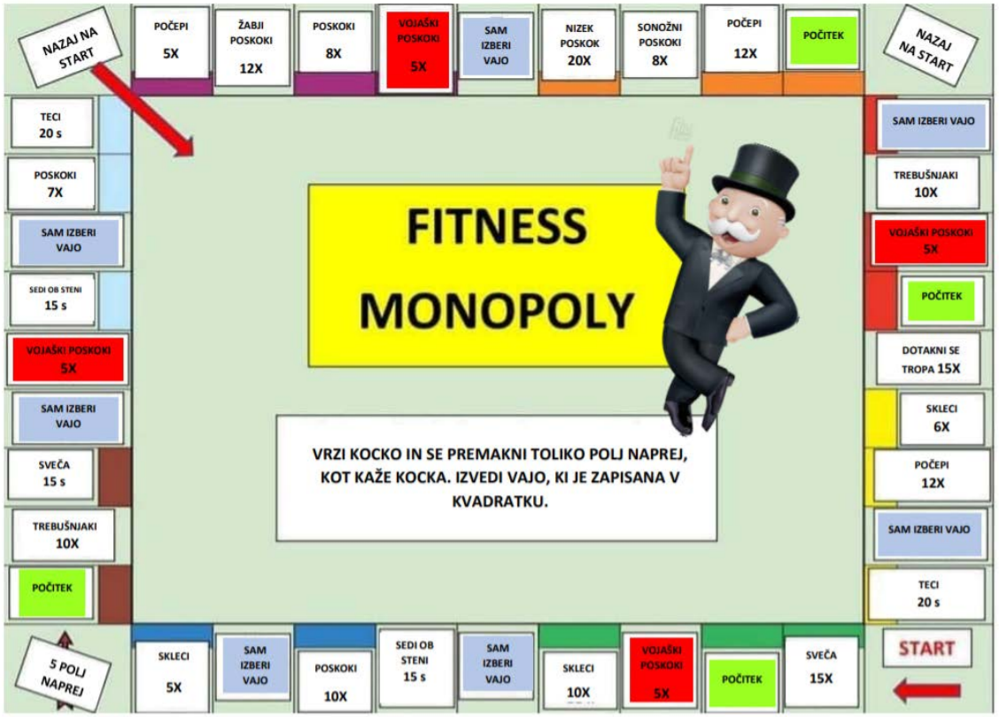 NAZAJ NA
START
POČEPI
5X
ŽABJI
POSKOKI
12X
POSKOKI
8X
VOJAŠKI
POSKOKI
5X
SAM
IZBERI
VAJO
NIZEK
POSKOK
20X
SONOŽNI
POSKOKI
8X
POČEPI
12X
POČITEK
NAZAJ
NA START
TECI
20 s
POSKOKI
7X
SAM IZBERI
VAJO
SEDI OB STENI
15 s
VOJAŠKI POSKOKI
5X
SAM IZBERI
VAJO
SVEČA
15 s
TREBUŠNJAKI
10X
POČITEK
FITNESS
MONOPOLY
VRZI KOCKO IN SE PREMAKNI TOLIKO POLJ NAPREJ,
KOT KAŽE KOCKA. IZVEDI VAJO, KI JE ZAPISANA V
KVADRATKU.
SAM IZBERI VAJO
TREBUŠNJAKI
10X
VOJAŠKI POSKOKI
5X
POČITEK
DOTAKNI SE
TROPA 15X
SKLECI
6X
POČEPI
12X
SAM IZBERI VAJO
TECI
20 s
5 POLJ
NAPREJ
SKLECI
5X
SAM
IZBERI
VAJO
POSKOKI
10X
SEDI OB
STENI
15 s
SAM
IZBERI
VAJO
SKLECI
10X
VOJAŠKI
POSKOKI
5X
POČITEK
SVEČA
15X
START